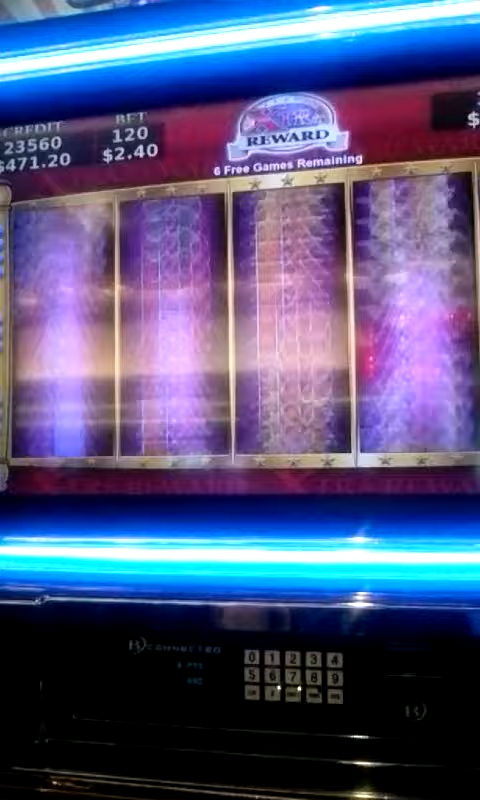 CREDIT
23560
$471.20
BET
120
$2.40
REWARD
6 Free Games Remaining
$
B CONNECTED
0 1 2 3 4
5 6 7 8 9
B